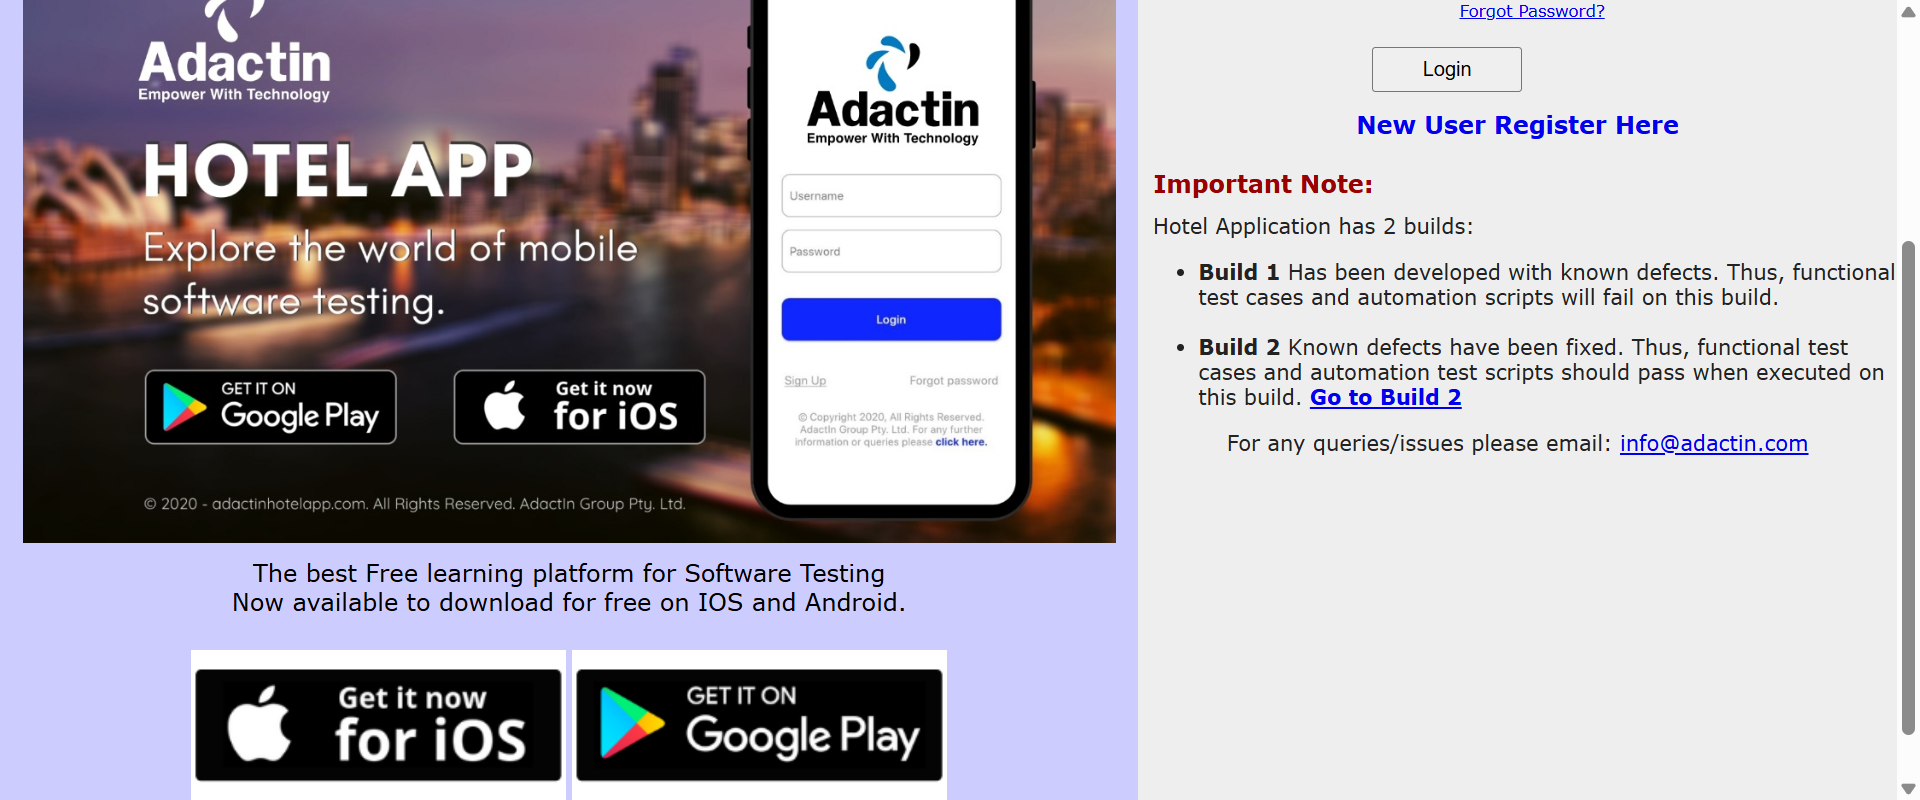 Adactin
Empower With Technology
HOTEL APP
Explore the world of mobile
software testing.
GET IT ON
Google Play
Get it now
for iOS
© 2020 - adactinhotelapp.com. All Rights Reserved. AdactIn Group Pty. Ltd.
Adactin
Empower With Technology
Username
Password
Login
Sign Up
Forgot password
© Copyright 2020, All Rights Reserved.
AdactIn Group Pty. Ltd. For any further
information or queries please click here.
The best Free learning platform for Software Testing
Now available to download for free on IOS and Android.
Get it now
for iOS
GET IT ON
Google Play
Forgot Password?
Login
New User Register Here
Important Note:
Hotel Application has 2 builds:
• Build 1 Has been developed with known defects. Thus, functional
test cases and automation scripts will fail on this build.
• Build 2 Known defects have been fixed. Thus, functional test
cases and automation test scripts should pass when executed on
this build. Go to Build 2
For any queries/issues please email: info@adactin.com